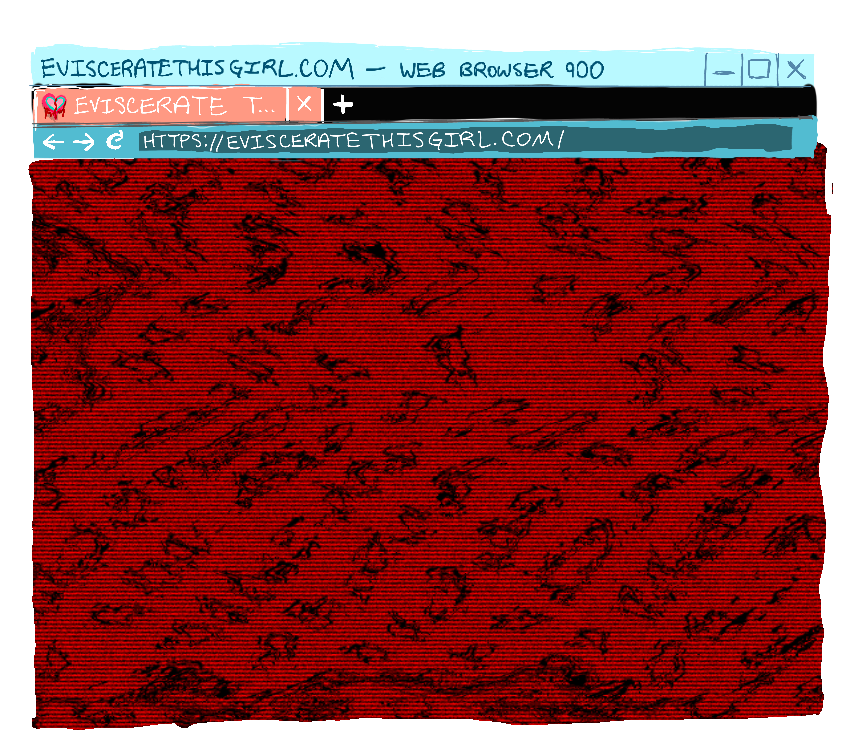 EVISCERATETHISGIRL.COM — WEB BROWSER 900
EVISCERATE T...
HTTPS://EVISCERATETHISGIRL.COM/